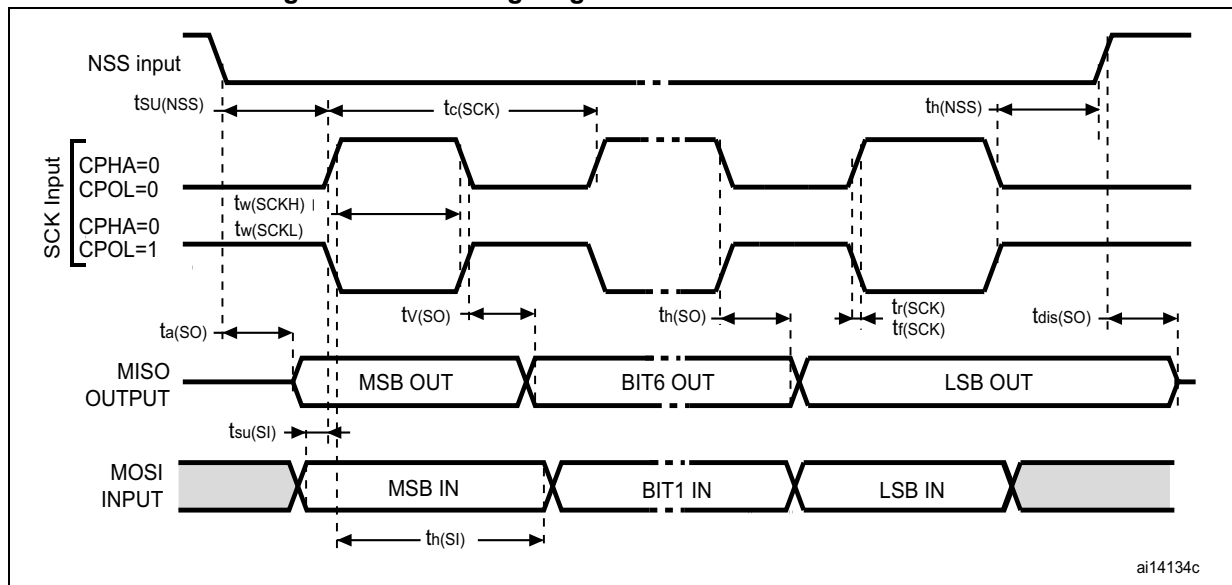 NSS input
tSU(NSS)
tc(SCK)
th(NSS)
SCK Input
CPHA=0
CPOL=0
tw(SCKH)
CPHA=0
CPOL=1
tw(SCKL)
ta(SO)
tV(SO)
th(SO)
tr(SCK)
tf(SCK)
tdis(SO)
MISO
OUTPUT
MSB OUT
BIT6 OUT
LSB OUT
tsu(SI)
MOSI
INPUT
MSB IN
BIT1 IN
LSB IN
th(SI)
ai14134c